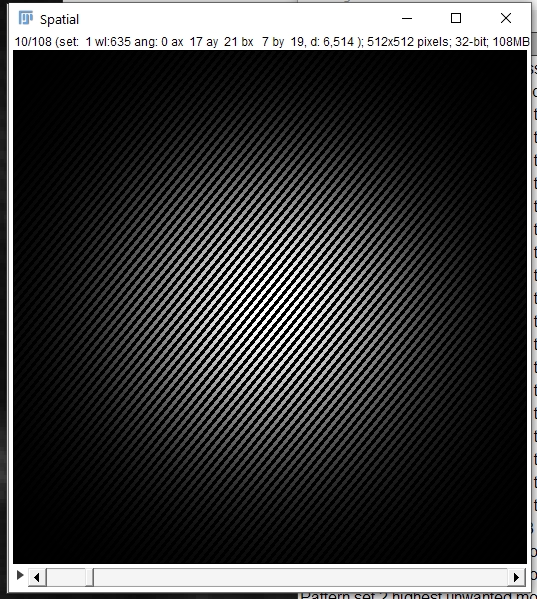 Spatial
10/108 (set: 1 wl:635 ang: 0 ax 17 ay 21 bx 7 by 19, d: 6,514 ); 512x512 pixels; 32-bit; 108MB
Pattern set 2 highest unwanted mo